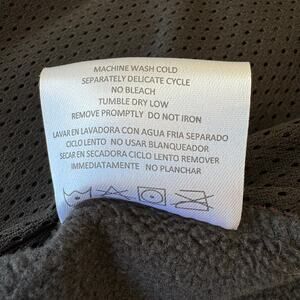 MACHINE WASH COLD
SEPARATELY DELICATE CYCLE
NO BLEACH
TUMBLE DRY LOW
REMOVE PROMPTLY DO NOT IRON
LAVAR EN LAVADORA CON AGUA FRIA SEPARADO
CICLO LENTO NO USAR BLANQUEADOR
SECAR EN SECADORA CICLO LENTO REMOVER
IMMEDIATAMENTE NO PLANCHAR